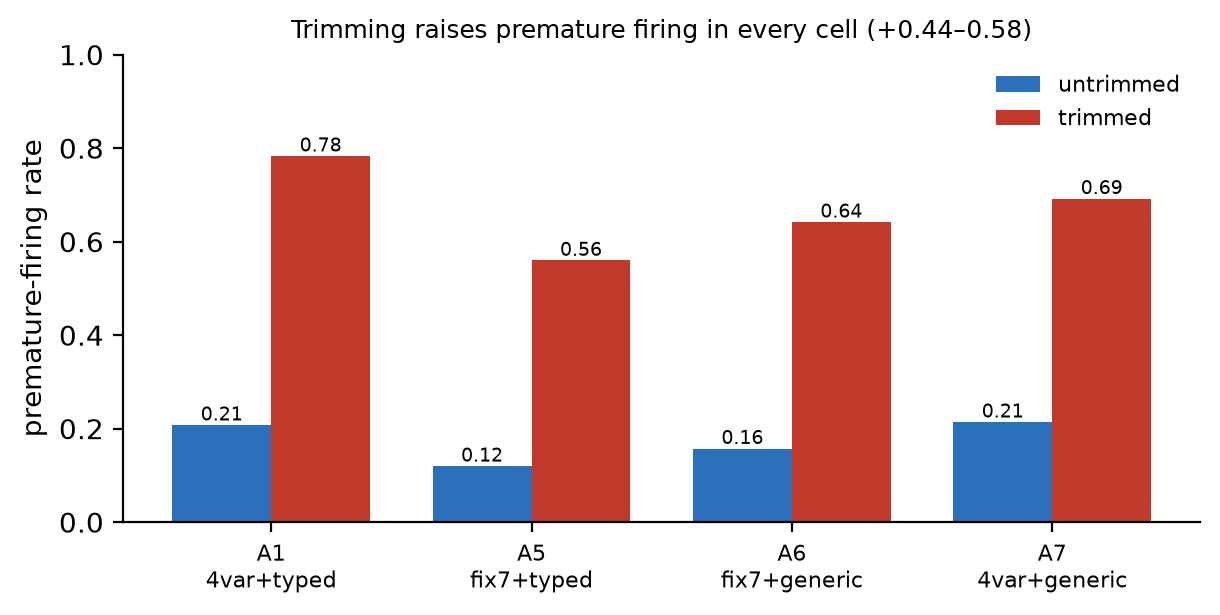 Trimming raises premature firing in every cell (+0.44–0.58)
untrimmed
trimmed
premature-firing rate
1.0
0.8
0.6
0.4
0.2
0.0
0.21
0.78
0.12
0.56
0.16
0.64
0.21
0.69
A1
4var+typed
A5
fix7+typed
A6
fix7+generic
A7
4var+generic